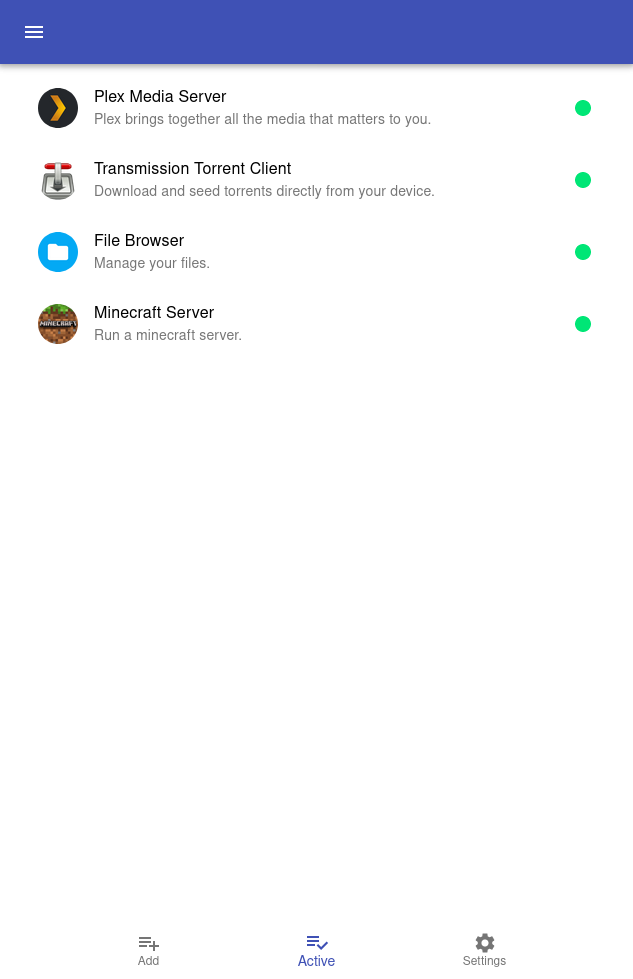 Plex Media Server
Plex brings together all the media that matters to you.
Transmission Torrent Client
Download and seed torrents directly from your device.
File Browser
Manage your files.
MINECRAFT
Minecraft Server
Run a minecraft server.
Add
Active
Settings